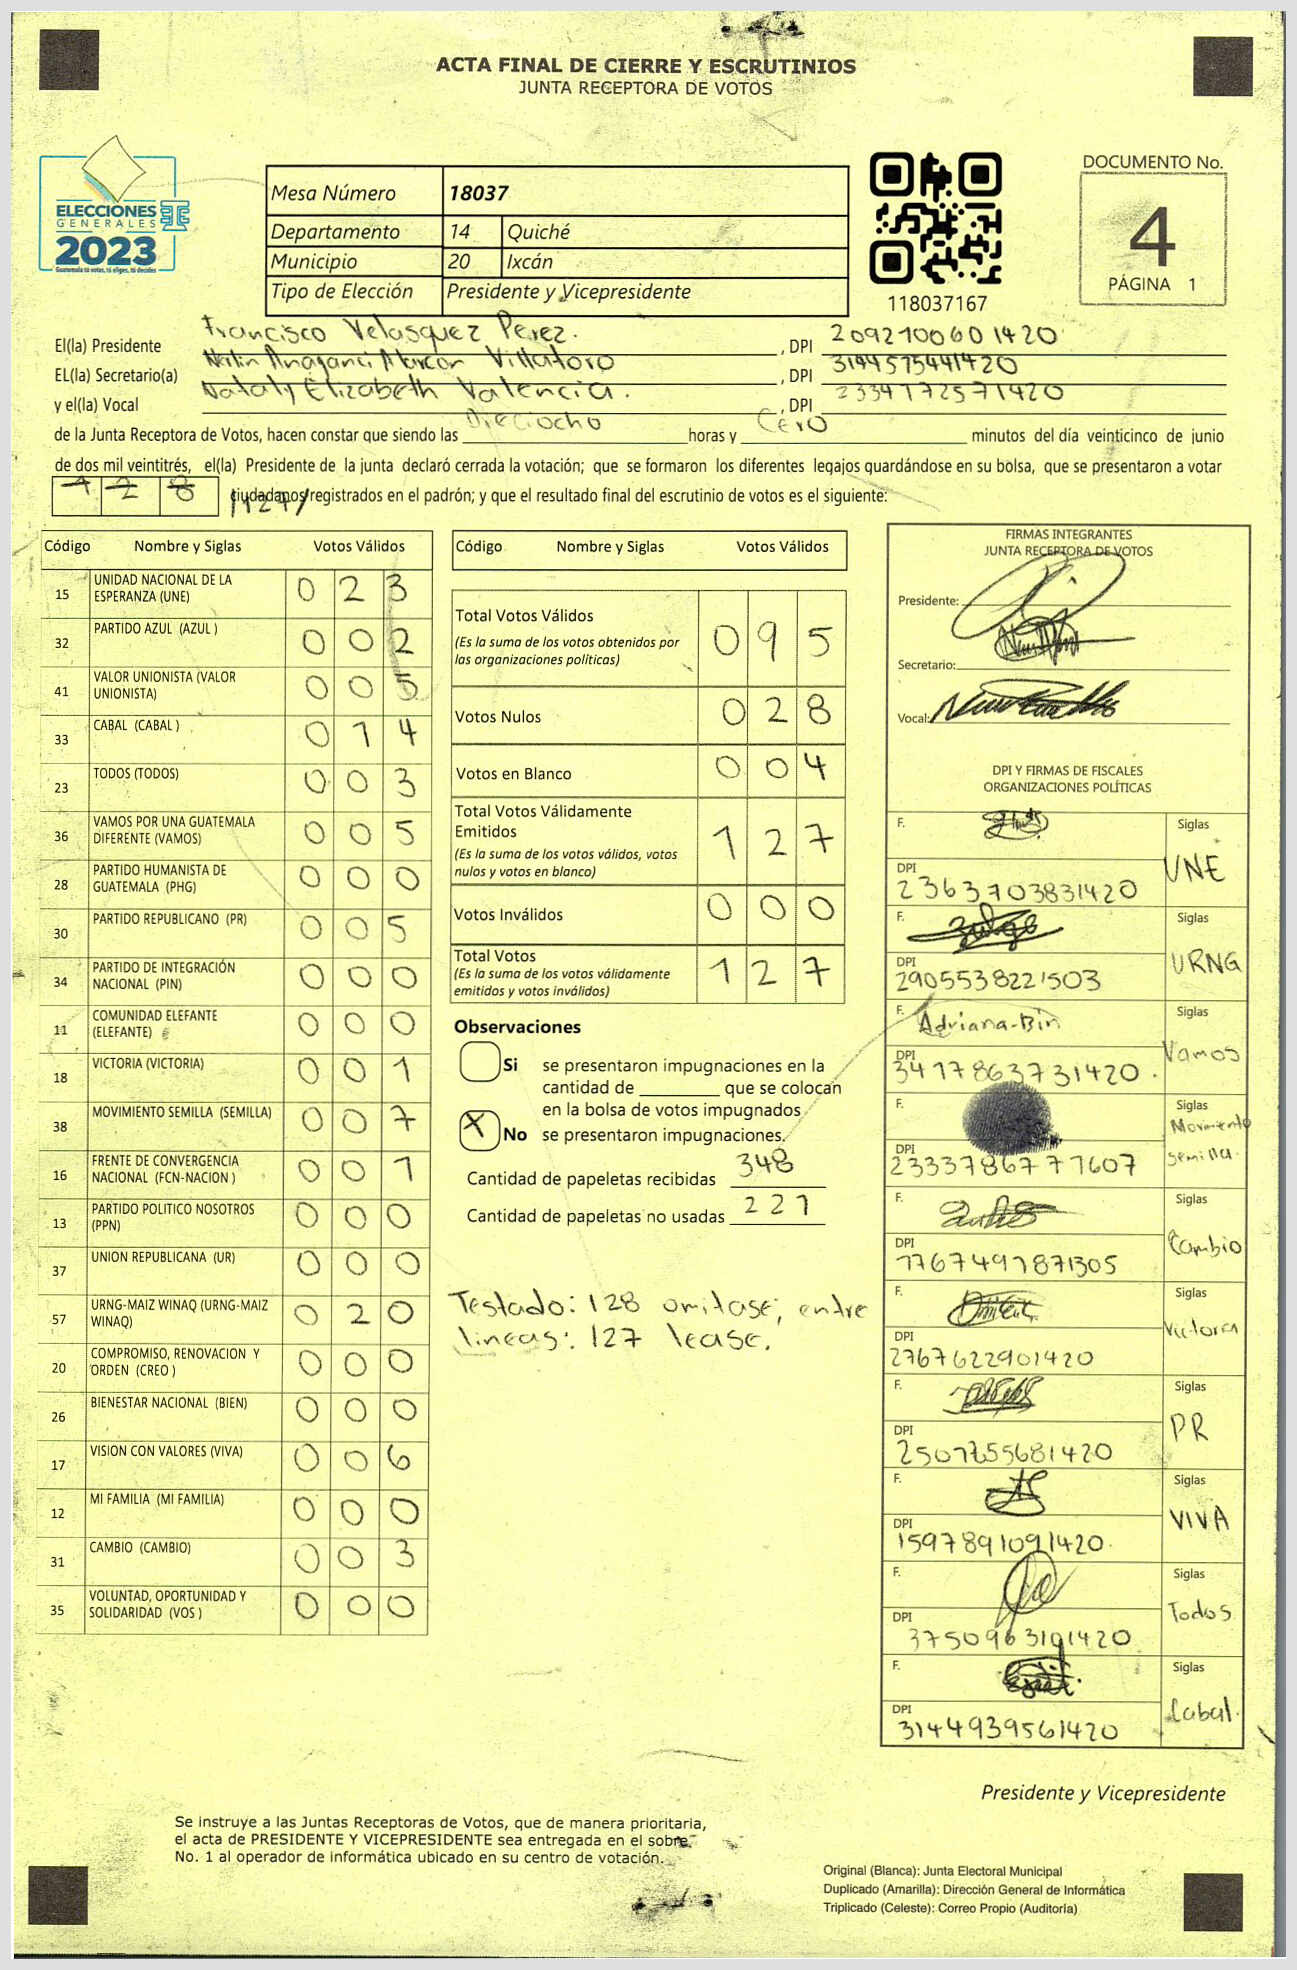 ACTA FINAL DE CIERRE Y ESCRUTINIOS
JUNTA RECEPTORA DE VOTOS
ELECCIONES
GENERALES
2023
Guatemala tú votas, tú eliges, tú decides
Mesa Número 18037
Departamento 14 Quiché
Municipio 20 Ixcán
Tipo de Elección Presidente y Vicepresidente
118037167
DOCUMENTO No.
4
PÁGINA 1
El(la) Presidente Francisco Velasquez Perez. , DPI 2092100601420
EL(la) Secretario(a) Villatoro , DPI 3194575441420
y el(la) Vocal Nataly Elizabeth Valencia. , DPI 2334172571420
de la Junta Receptora de Votos, hacen constar que siendo las Dieciocho horas y Cero minutos del día veinticinco de junio
de dos mil veintitrés, el(la) Presidente de la junta declaró cerrada la votación; que se formaron los diferentes legajos quardándose en su bolsa, que se presentaron a votar
128 /127/ ciudadanos registrados en el padrón; y que el resultado final del escrutinio de votos es el siguiente:
Código Nombre y Siglas Votos Válidos
15 UNIDAD NACIONAL DE LA ESPERANZA (UNE) 0 2 3
32 PARTIDO AZUL (AZUL ) 0 0 2
41 VALOR UNIONISTA (VALOR UNIONISTA) 0 0 5
33 CABAL (CABAL ) 0 1 4
23 TODOS (TODOS) 0 0 3
36 VAMOS POR UNA GUATEMALA DIFERENTE (VAMOS) 0 0 5
28 PARTIDO HUMANISTA DE GUATEMALA (PHG) 0 0 0
30 PARTIDO REPUBLICANO (PR) 0 0 5
34 PARTIDO DE INTEGRACIÓN NACIONAL (PIN) 0 0 0
11 COMUNIDAD ELEFANTE (ELEFANTE) 0 0 0
18 VICTORIA (VICTORIA) 0 0 1
38 MOVIMIENTO SEMILLA (SEMILLA) 0 0 7
16 FRENTE DE CONVERGENCIA NACIONAL (FCN-NACION ) 0 0 1
13 PARTIDO POLITICO NOSOTROS (PPN) 0 0 0
37 UNION REPUBLICANA (UR) 0 0 0
57 URNG-MAIZ WINAQ (URNG-MAIZ WINAQ) 0 2 0
20 COMPROMISO, RENOVACION Y ORDEN (CREO ) 0 0 0
26 BIENESTAR NACIONAL (BIEN) 0 0 0
17 VISION CON VALORES (VIVA) 0 0 6
12 MI FAMILIA (MI FAMILIA) 0 0 0
31 CAMBIO (CAMBIO) 0 0 3
35 VOLUNTAD, OPORTUNIDAD Y SOLIDARIDAD (VOS ) 0 0 0
Código Nombre y Siglas Votos Válidos
Total Votos Válidos 0 9 5
(Es la suma de los votos obtenidos por
las organizaciones políticas)
Votos Nulos 0 2 8
Votos en Blanco 0 0 4
Total Votos Válidamente
Emitidos 1 2 7
(Es la suma de los votos válidos, votos
nulos y votos en blanco)
Votos Inválidos 0 0 0
Total Votos 1 2 7
(Es la suma de los votos válidamente
emitidos y votos inválidos)
Observaciones
Si se presentaron impugnaciones en la
cantidad de ________ que se colocan
en la bolsa de votos impugnados
X No se presentaron impugnaciones.
Cantidad de papeletas recibidas 348
Cantidad de papeletas no usadas 221
Testado: 128 omitase, entre
lineas: 127 lease.
FIRMAS INTEGRANTES
JUNTA RECEPTORA DE VOTOS
Presidente:
Secretario:
Vocal:
DPI Y FIRMAS DE FISCALES
ORGANIZACIONES POLÍTICAS
F. Siglas UNE
DPI 2363703831420
F. Siglas URNG
DPI 2905538221503
F. Adriana-Bin Siglas Vamos
DPI 3417863731420.
F. Siglas Movimiento semilla.
DPI 2333786771607
F. Siglas Cambio
DPI 1767491871305
F. Siglas Victoria
DPI 2767622901420
F. Siglas PR
DPI 2507255681420
F. Siglas VIVA
DPI 1597891091420.
F. Siglas Todos
DPI 3750963191420
F. Siglas Cabal.
DPI 3144939561420
Presidente y Vicepresidente
Se instruye a las Juntas Receptoras de Votos, que de manera prioritaria,
el acta de PRESIDENTE Y VICEPRESIDENTE sea entregada en el sobre
No. 1 al operador de informática ubicado en su centro de votación.
Original (Blanca): Junta Electoral Municipal
Duplicado (Amarilla): Dirección General de Informática
Triplicado (Celeste): Correo Propio (Auditoría)